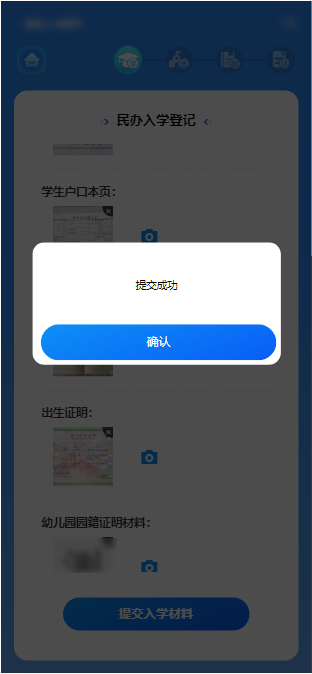 民办入学登记
学生户口本页：
提交成功
确认
出生证明：
幼儿园园籍证明材料：
提交入学材料